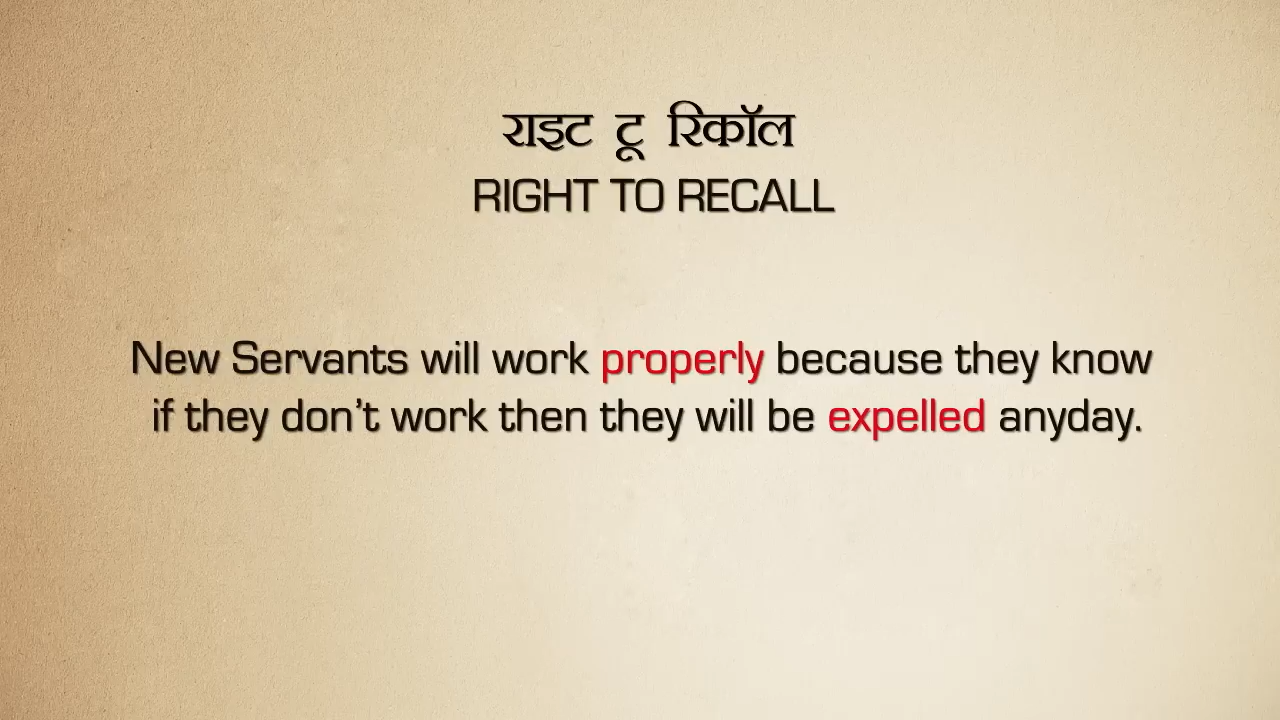 राइट टू रिकॉल
RIGHT TO RECALL
New Servants will work properly because they know
if they don't work then they will be expelled anyday.